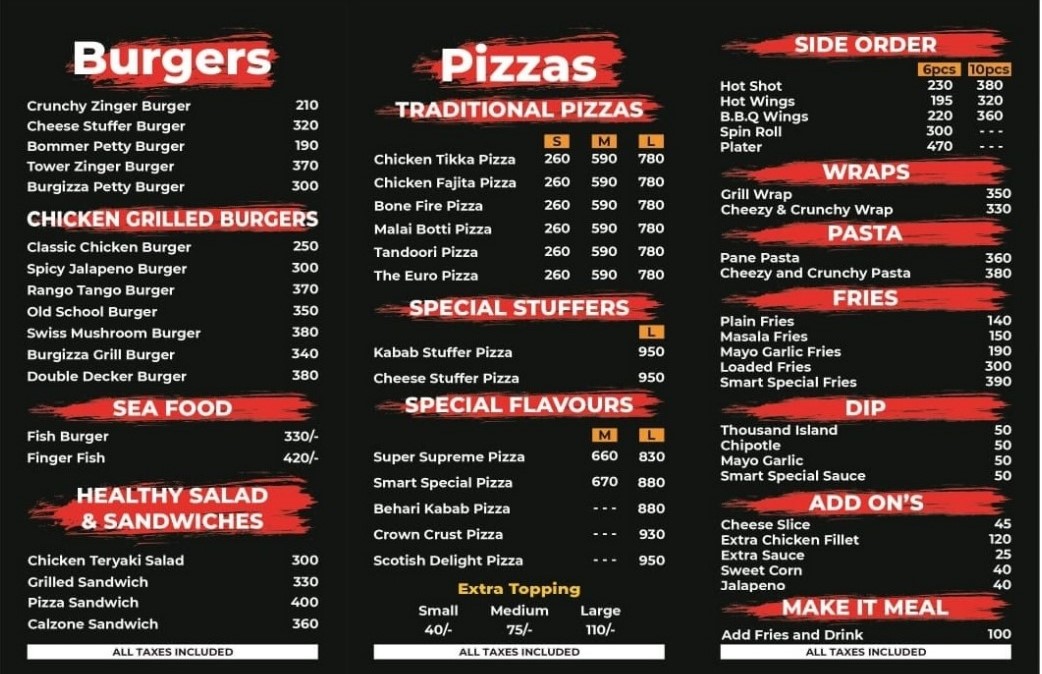 Burgers
Crunchy Zinger Burger 210
Cheese Stuffer Burger 320
Bommer Petty Burger 190
Tower Zinger Burger 370
Burgizza Petty Burger 300
CHICKEN GRILLED BURGERS
Classic Chicken Burger 250
Spicy Jalapeno Burger 300
Rango Tango Burger 370
Old School Burger 350
Swiss Mushroom Burger 380
Burgizza Grill Burger 340
Double Decker Burger 380
SEA FOOD
Fish Burger 330/-
Finger Fish 420/-
HEALTHY SALAD
& SANDWICHES
Chicken Teryaki Salad 300
Grilled Sandwich 330
Pizza Sandwich 400
Calzone Sandwich 360
ALL TAXES INCLUDED
Pizzas
TRADITIONAL PIZZAS
S M L
Chicken Tikka Pizza 260 590 780
Chicken Fajita Pizza 260 590 780
Bone Fire Pizza 260 590 780
Malai Botti Pizza 260 590 780
Tandoori Pizza 260 590 780
The Euro Pizza 260 590 780
SPECIAL STUFFERS
L
Kabab Stuffer Pizza 950
Cheese Stuffer Pizza 950
SPECIAL FLAVOURS
M L
Super Supreme Pizza 660 830
Smart Special Pizza 670 880
Behari Kabab Pizza --- 880
Crown Crust Pizza --- 930
Scotish Delight Pizza --- 950
Extra Topping
Small Medium Large
40/- 75/- 110/-
ALL TAXES INCLUDED
SIDE ORDER
6pcs 10pcs
Hot Shot 230 380
Hot Wings 195 320
B.B.Q Wings 220 360
Spin Roll 300 ---
Plater 470 ---
WRAPS
Grill Wrap 350
Cheezy & Crunchy Wrap 330
PASTA
Pane Pasta 360
Cheezy and Crunchy Pasta 380
FRIES
Plain Fries 140
Masala Fries 150
Mayo Garlic Fries 190
Loaded Fries 300
Smart Special Fries 390
DIP
Thousand Island 50
Chipotle 50
Mayo Garlic 50
Smart Special Sauce 50
ADD ON'S
Cheese Slice 45
Extra Chicken Fillet 120
Extra Sauce 25
Sweet Corn 40
Jalapeno 40
MAKE IT MEAL
Add Fries and Drink 100
ALL TAXES INCLUDED